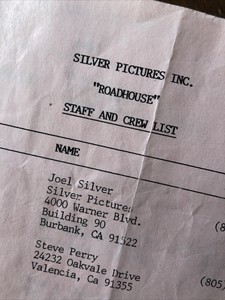 SILVER PICTURES INC.
"ROADHOUSE"
STAFF AND CREW LIST
NAME
Joel Silver
Silver Pictures
4000 Warner Blvd.
Building 90
Burbank, CA 91522
(8
Steve Perry
24232 Oakvale Drive
Valencia, CA 91355
(805)